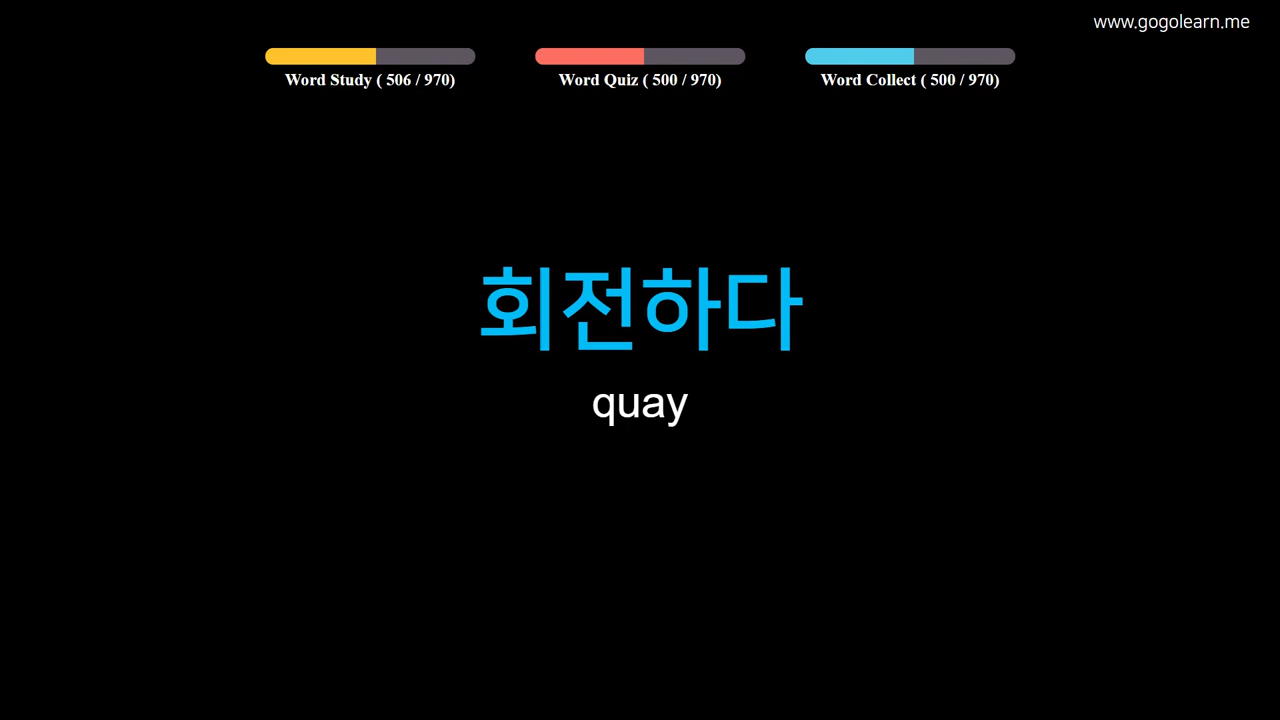 www.gogolearn.me
Word Study ( 506 / 970)
Word Quiz ( 500 / 970)
Word Collect ( 500 / 970)
회전하다
quay